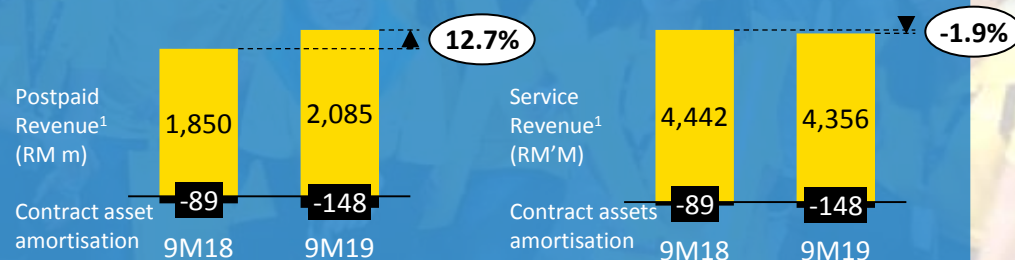 12.7%
Postpaid
Revenue1
(RM m)
1,850
2,085
Contract asset
amortisation
-89
-148
9M18
9M19
-1.9%
Service
Revenue1
(RM’M)
4,442
4,356
Contract assets
amortisation
-89
-148
9M18
9M19